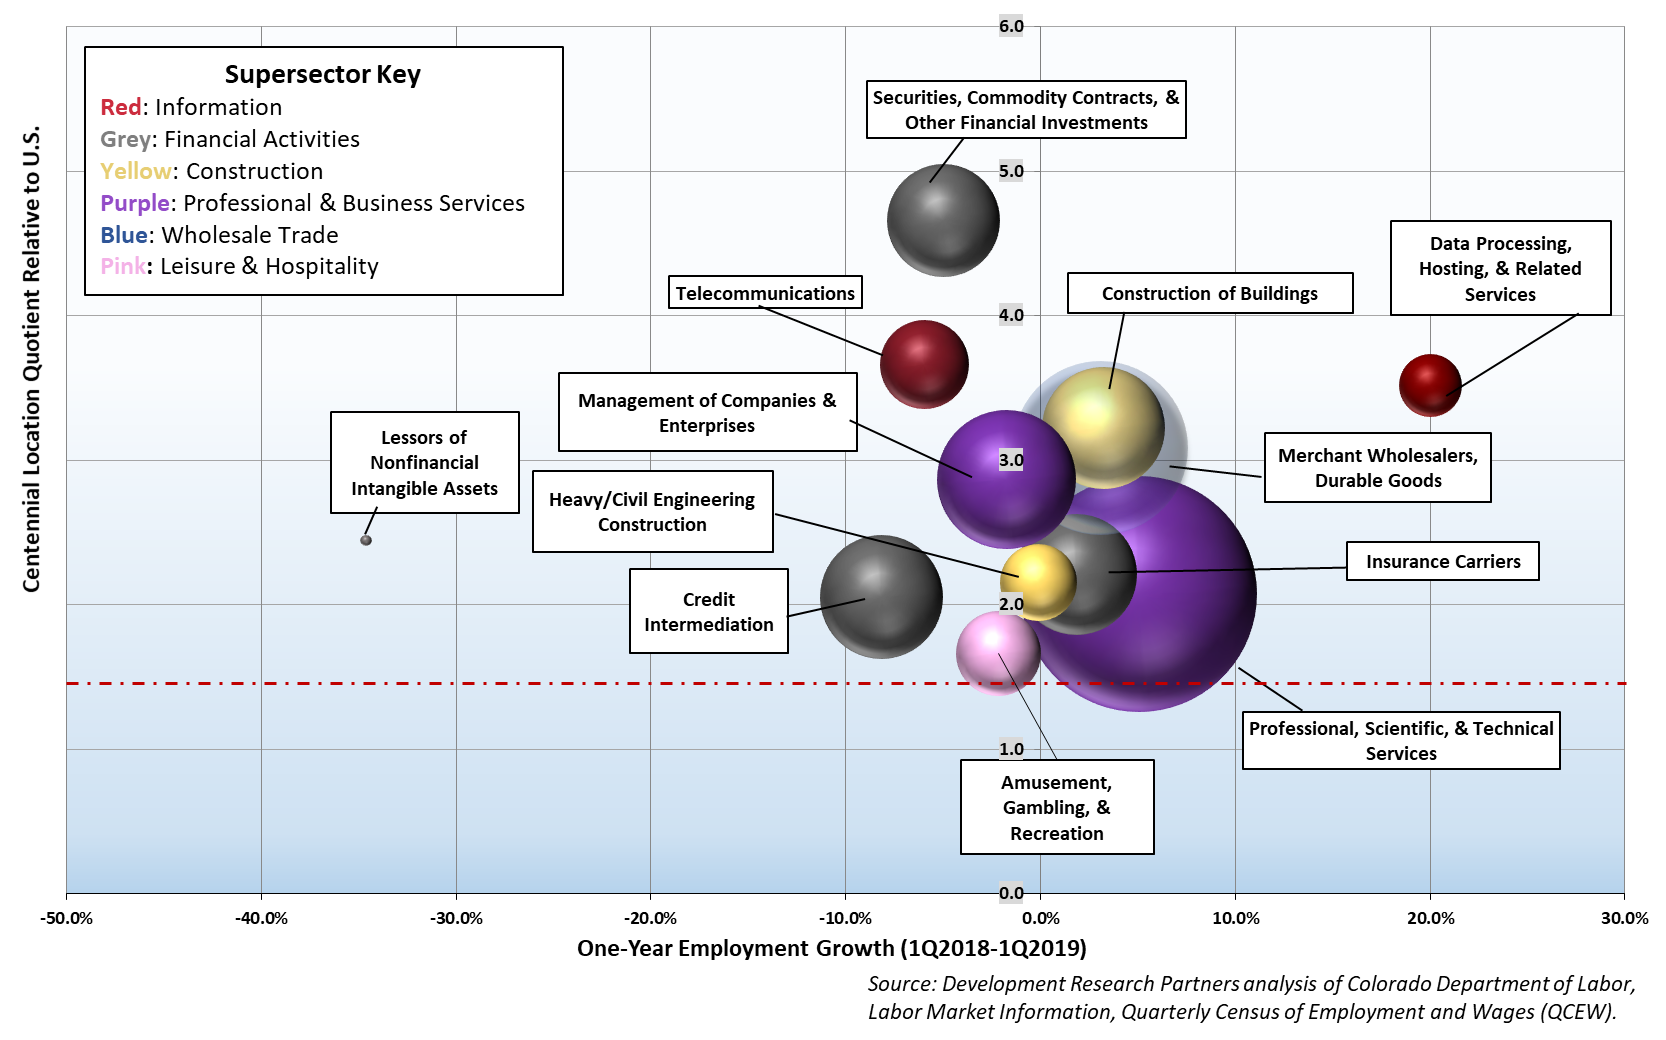 6.0
Supersector Key
Red: Information
Grey: Financial Activities
Yellow: Construction
Purple: Professional & Business Services
Blue: Wholesale Trade
Pink: Leisure & Hospitality
Centennial Location Quotient Relative to U.S.
Securities, Commodity Contracts, &
Other Financial Investments
5.0
Data Processing,
Hosting, & Related
Services
Telecommunications
Construction of Buildings
4.0
Management of Companies &
Enterprises
Lessors of
Nonfinancial
Intangible Assets
3.0
Merchant Wholesalers,
Durable Goods
Heavy/Civil Engineering
Construction
Insurance Carriers
Credit
Intermediation
2.0
Professional, Scientific, & Technical
Services
1.0
Amusement,
Gambling, &
Recreation
0.0
-50.0%
-40.0%
-30.0%
-20.0%
-10.0%
0.0%
10.0%
20.0%
30.0%
One-Year Employment Growth (1Q2018-1Q2019)
Source: Development Research Partners analysis of Colorado Department of Labor,
Labor Market Information, Quarterly Census of Employment and Wages (QCEW).